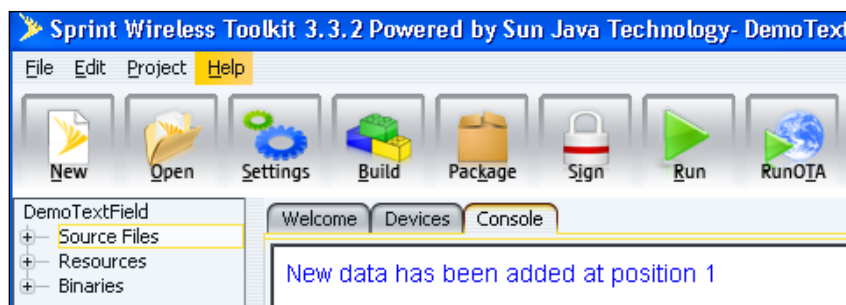 Sprint Wireless Toolkit 3.3.2 Powered by Sun Java Technology- DemoText
File Edit Project Help
New Open Settings Build Package Sign Run RunOTA
DemoTextField
Welcome Devices Console
Source Files
Resources
Binaries
New data has been added at position 1